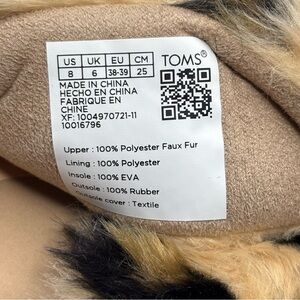 US UK EU CM TOMS®
8 6 38-39 25
MADE IN CHINA
HECHO EN CHINA
FABRIQUE EN
CHINE
XF: 1004970721-11
10016796
Upper : 100% Polyester Faux Fur
Lining : 100% Polyester
Insole : 100% EVA
Outsole : 100% Rubber
Outsole cover : Textile